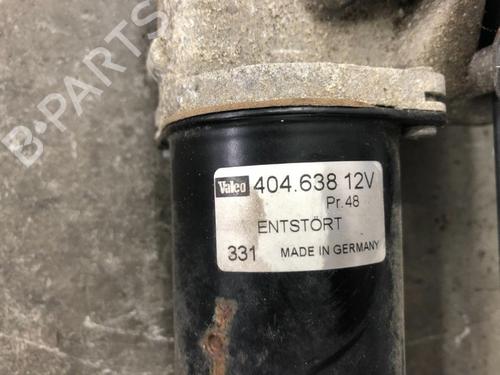 B-PARTS
Valeo 404.638 12V
Pr.48
ENTSTÖRT
331 MADE IN GERMANY